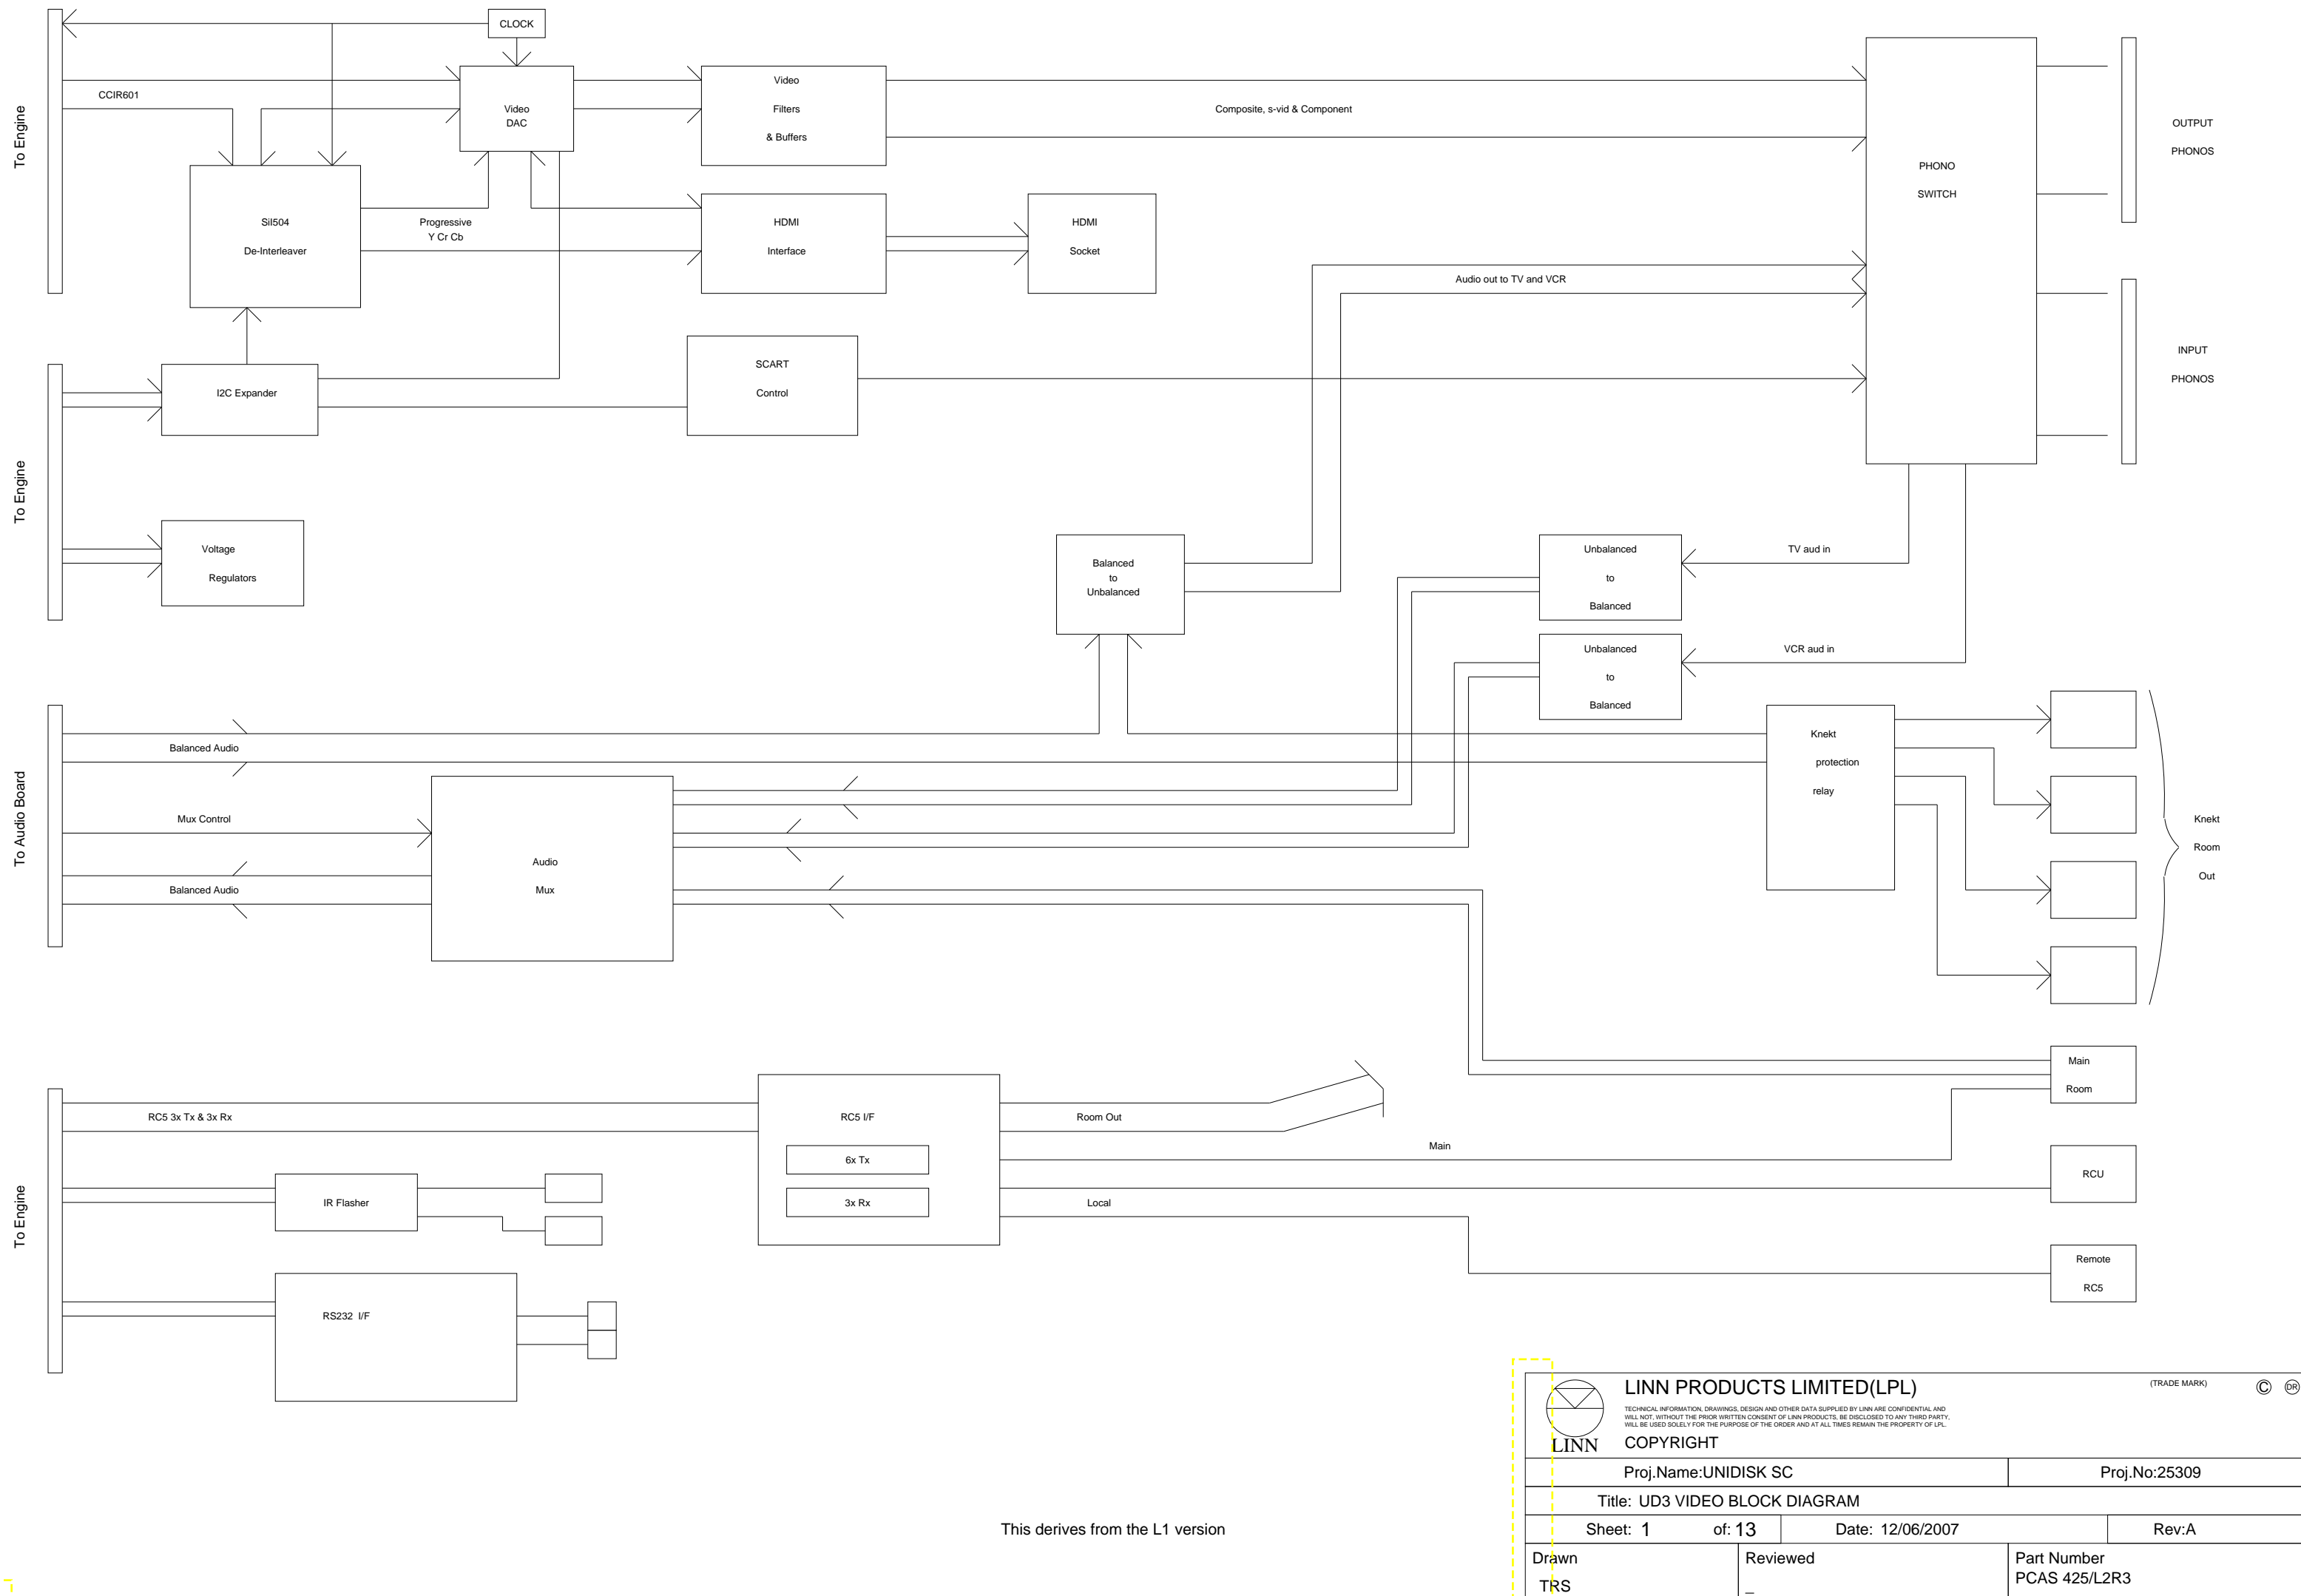 CLOCK
To Engine
CCIR601
Video
DAC
Video
Filters
& Buffers
Composite, s-vid & Component
PHONO
SWITCH
OUTPUT
PHONOS
SiI504
De-Interleaver
Progressive
Y Cr Cb
HDMI
Interface
HDMI
Socket
Audio out to TV and VCR
To Engine
I2C Expander
SCART
Control
INPUT
PHONOS
Voltage
Regulators
Balanced
to
Unbalanced
Unbalanced
to
Balanced
TV aud in
Unbalanced
to
Balanced
VCR aud in
To Audio Board
Balanced Audio
Mux Control
Balanced Audio
Audio
Mux
Knekt
protection
relay
Knekt
Room
Out
Main
Room
To Engine
RC5 3x Tx & 3x Rx
RC5 I/F
6x Tx
3x Rx
Room Out
Main
Local
RCU
Remote
RC5
IR Flasher
RS232 I/F
This derives from the L1 version
LINN
LINN PRODUCTS LIMITED(LPL)
(TRADE MARK)
© DR
TECHNICAL INFORMATION, DRAWINGS, DESIGN AND OTHER DATA SUPPLIED BY LINN ARE CONFIDENTIAL AND
WILL NOT, WITHOUT THE PRIOR WRITTEN CONSENT OF LINN PRODUCTS, BE DISCLOSED TO ANY THIRD PARTY,
WILL BE USED SOLELY FOR THE PURPOSE OF THE ORDER AND AT ALL TIMES REMAIN THE PROPERTY OF LPL.
COPYRIGHT
Proj.Name:UNIDISK SC
Proj.No:25309
Title: UD3 VIDEO BLOCK DIAGRAM
Sheet: 1 of: 13
Date: 12/06/2007
Rev:A
Drawn
TRS
Reviewed
_
Part Number
PCAS 425/L2R3